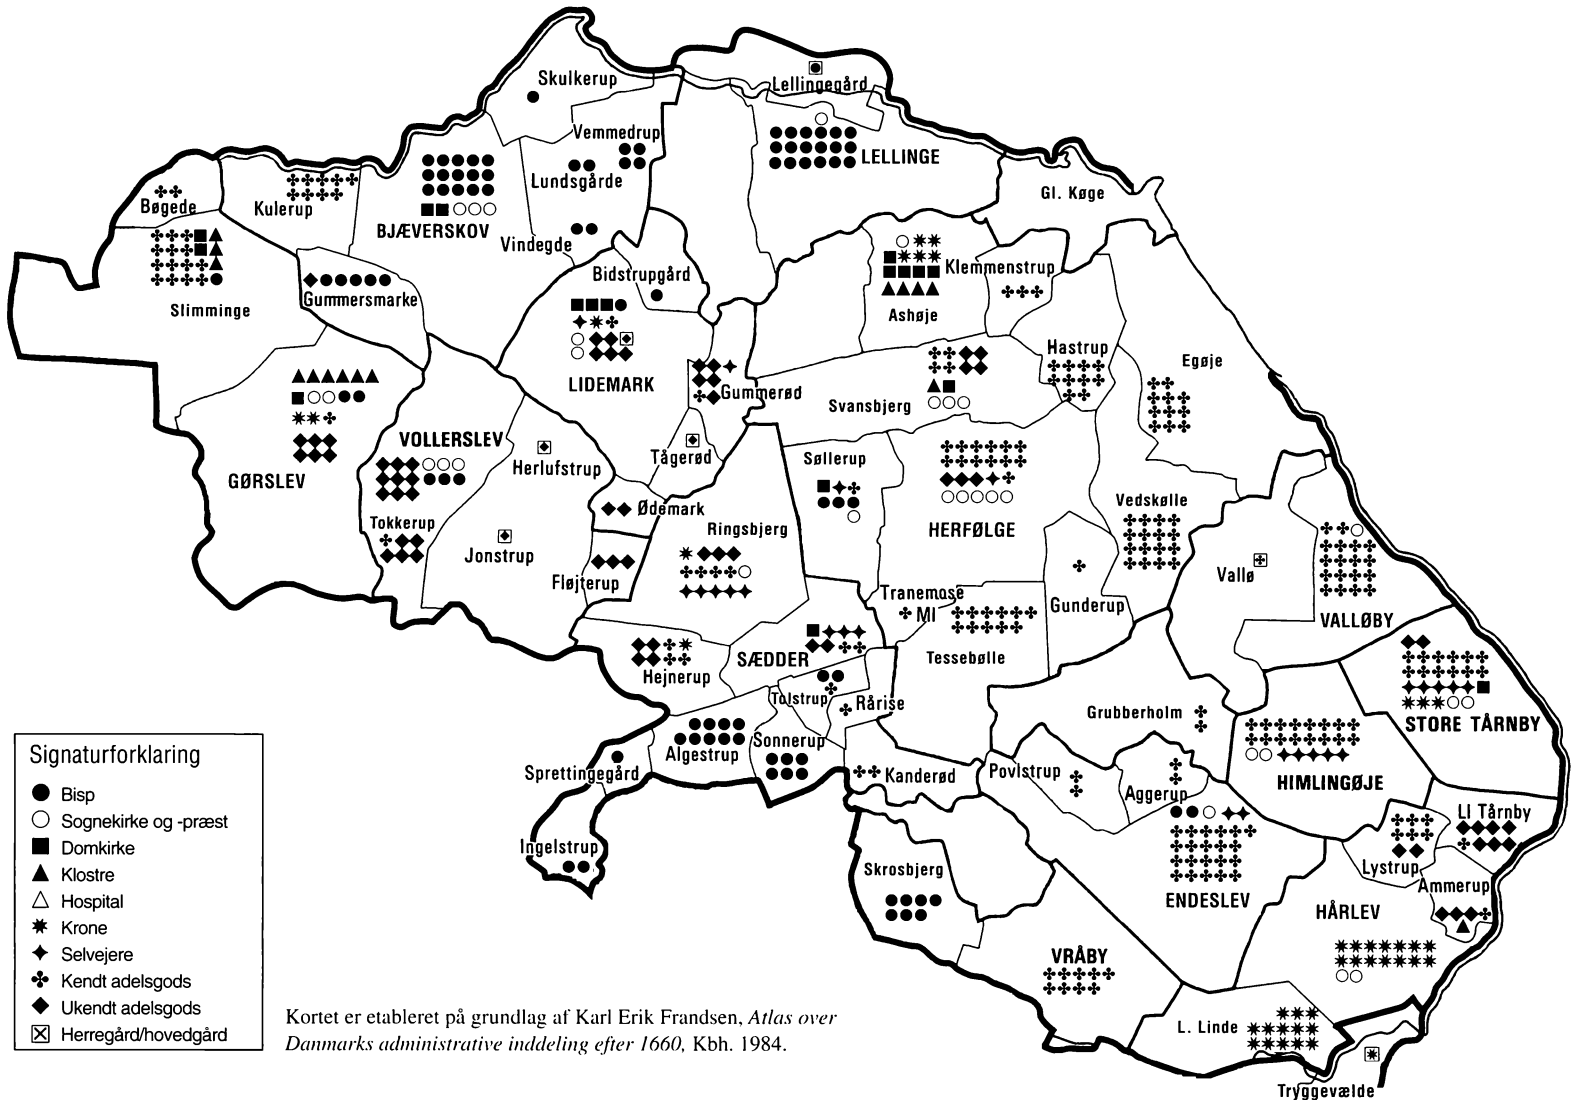 Skulkerup
Lellingegård
Vemmedrup
LELLINGE
Lundsgårde
Bøgede
Kulerup
BJÆVERSKOV
Gl. Køge
Vindegde
Bidstrupgård
Klemmenstrup
Slimminge
Gummersmarke
Ashøje
Hastrup
Egøje
LIDEMARK
Gummerød
Svansbjerg
VOLLERSLEV
Herlufstrup
Tågerød
Søllerup
GØRSLEV
Vedskølle
Tokkerup
Ødemark
Ringsbjerg
HERFØLGE
Jonstrup
Fløjterup
Vallø
Tranemose
Ml
Gunderup
VALLØBY
Tessebølle
SÆDDER
Hejnerup
Tolstrup
Rårise
Grubberholm
STORE TÅRNBY
Algestrup
Sonnerup
Sprettingegård
Kanderød
Povlstrup
Aggerup
HIMLINGØJE
Ll Tårnby
Ingelstrup
Skrosbjerg
Lystrup
Ammerup
ENDESLEV
HÅRLEV
VRÅBY
L. Linde
Tryggevælde
Signaturforklaring
Bisp
Sognekirke og -præst
Domkirke
Klostre
Hospital
Krone
Selvejere
Kendt adelsgods
Ukendt adelsgods
Herregård/hovedgård
Kortet er etableret på grundlag af Karl Erik Frandsen, Atlas over
Danmarks administrative inddeling efter 1660, Kbh. 1984.